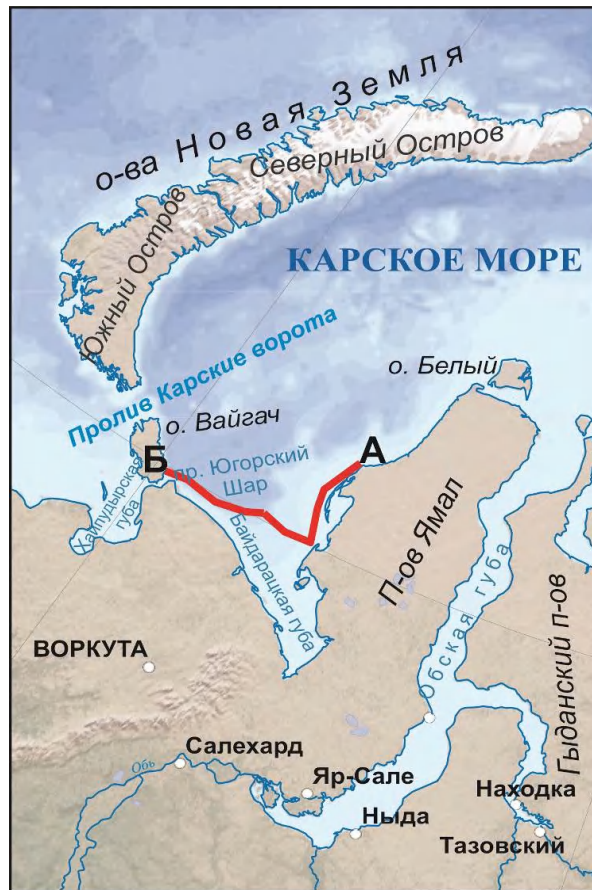 о-ва Новая Земля
Северный Остров
Южный Остров
КАРСКОЕ МОРЕ
Пролив Карские ворота
о. Белый
о. Вайгач
Б
А
пр. Югорский
Шар
Хайпудырская
губа
Байдарацкая губа
П-ов Ямал
Обская губа
Гыданский п-ов
ВОРКУТА
Обь
Салехард
Яр-Сале
Ныда
Находка
Тазовский